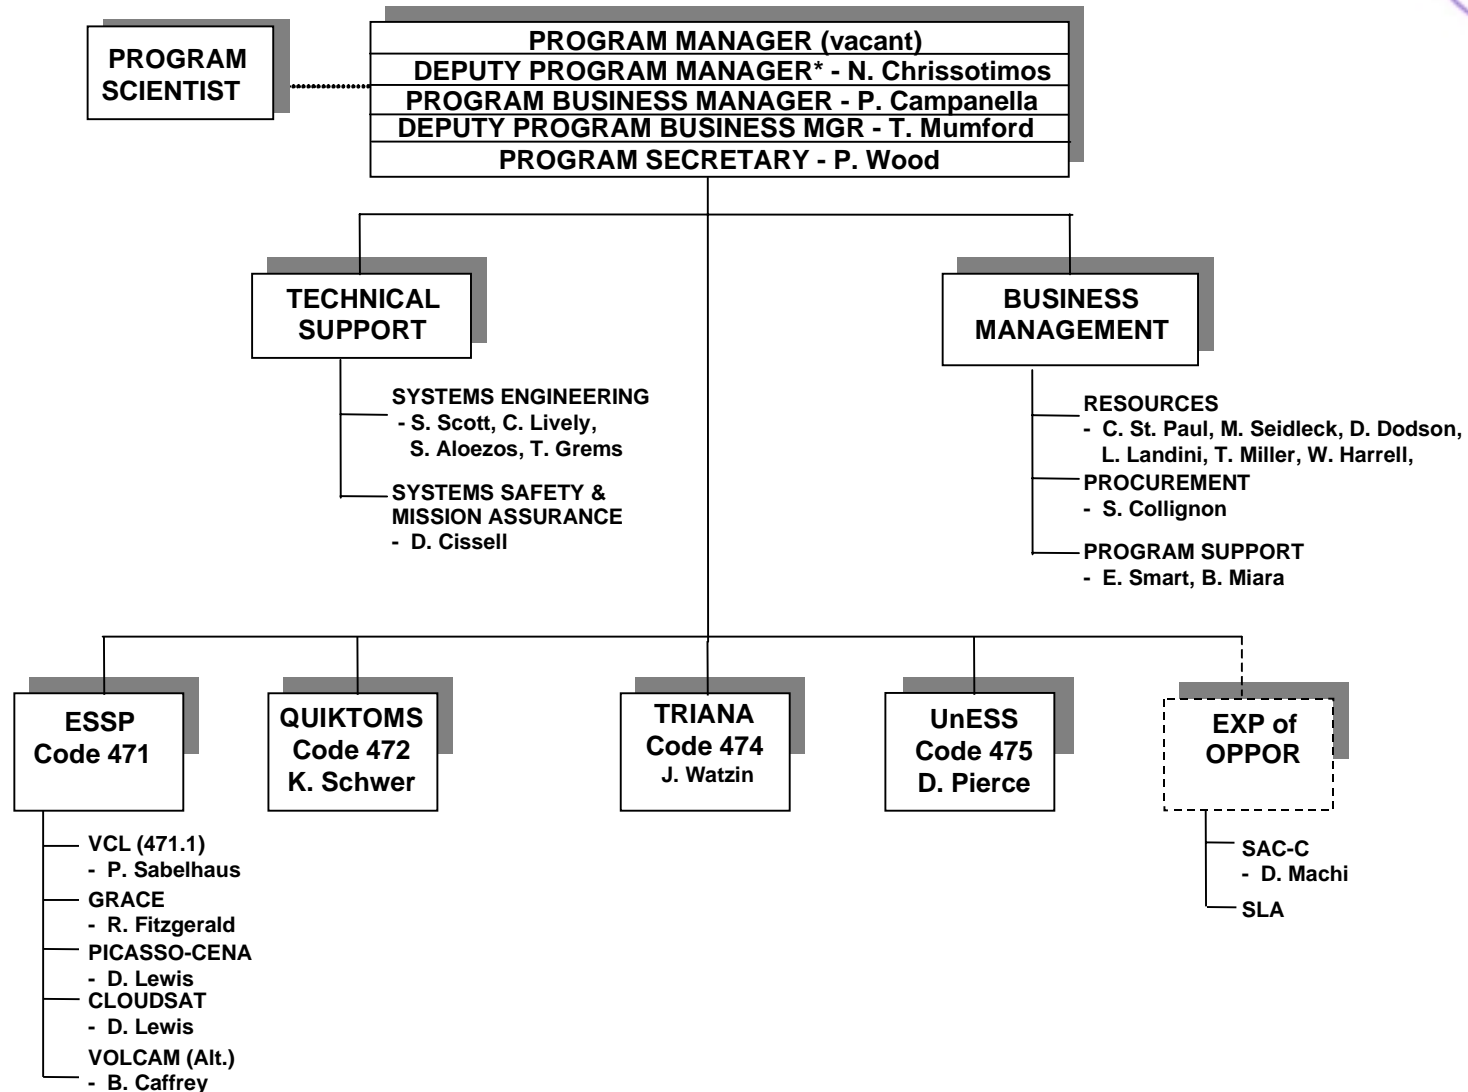 PROGRAM
SCIENTIST
PROGRAM MANAGER (vacant)
DEPUTY PROGRAM MANAGER* - N. Chrissotimos
PROGRAM BUSINESS MANAGER - P. Campanella
DEPUTY PROGRAM BUSINESS MGR - T. Mumford
PROGRAM SECRETARY - P. Wood
TECHNICAL
SUPPORT
SYSTEMS ENGINEERING
- S. Scott, C. Lively,
S. Aloezos, T. Grems
SYSTEMS SAFETY &
MISSION ASSURANCE
- D. Cissell
BUSINESS
MANAGEMENT
RESOURCES
- C. St. Paul, M. Seidleck, D. Dodson,
L. Landini, T. Miller, W. Harrell,
PROCUREMENT
- S. Collignon
PROGRAM SUPPORT
- E. Smart, B. Miara
ESSP
Code 471
VCL (471.1)
- P. Sabelhaus
GRACE
- R. Fitzgerald
PICASSO-CENA
- D. Lewis
CLOUDSAT
- D. Lewis
VOLCAM (Alt.)
- B. Caffrey
QUIKTOMS
Code 472
K. Schwer
TRIANA
Code 474
J. Watzin
UnESS
Code 475
D. Pierce
EXP of
OPPOR
SAC-C
- D. Machi
SLA